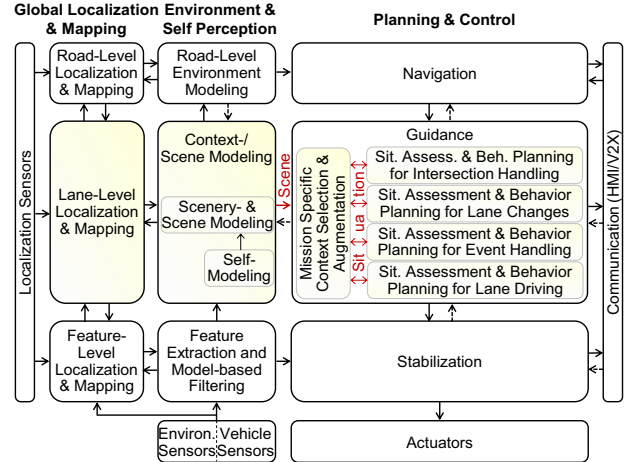 Global Localization
& Mapping
Environment &
Self Perception
Planning & Control
Localization Sensors
Road-Level
Localization
& Mapping
Road-Level
Environment
Modeling
Navigation
Communication (HMI/V2X)
Lane-Level
Localization
& Mapping
Context-/
Scene Modeling
Scenery- &
Scene Modeling
Self-
Modeling
Scene
Guidance
Mission Specific
Context Selection &
Augmentation
Sit ua tion
Sit. Assess. & Beh. Planning
for Intersection Handling
Sit. Assessment & Behavior
Planning for Lane Changes
Sit. Assessment & Behavior
Planning for Event Handling
Sit. Assessment & Behavior
Planning for Lane Driving
Feature-
Level
Localization
& Mapping
Feature
Extraction and
Model-based
Filtering
Stabilization
Environ.
Sensors
Vehicle
Sensors
Actuators